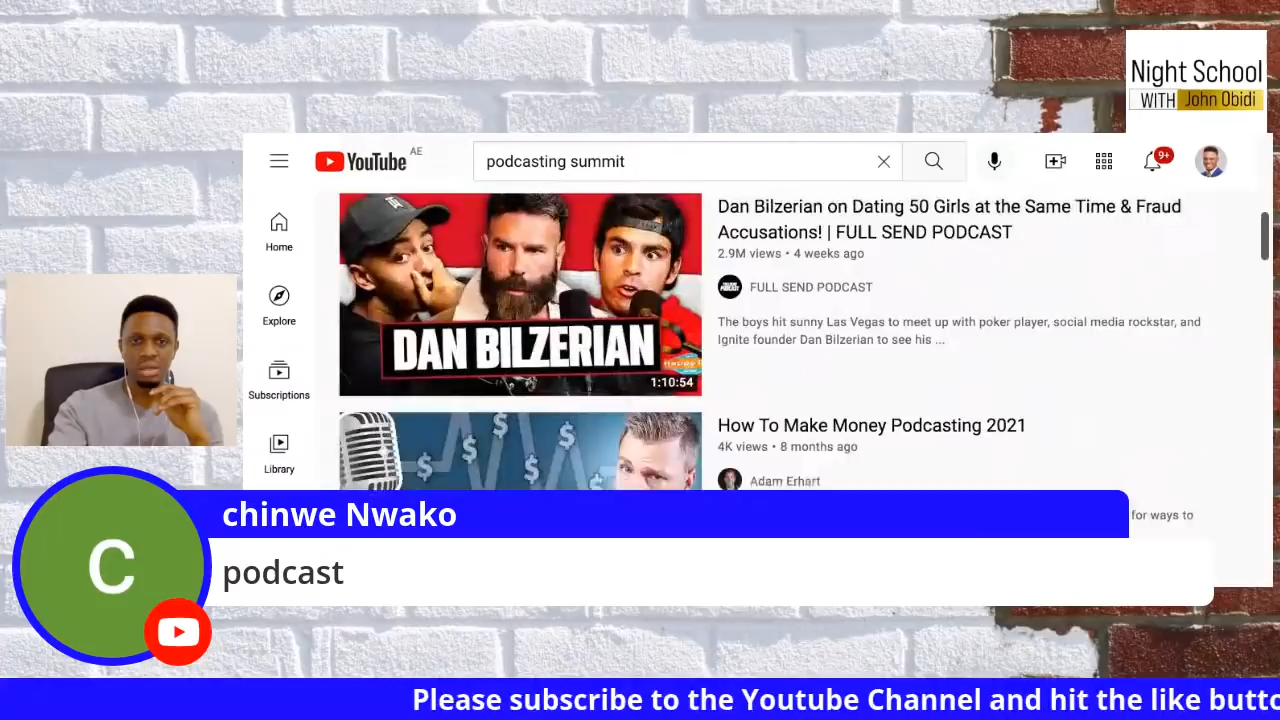 Night School
WITH John Obidi
YouTube AE
podcasting summit
9+
Home
Explore
Subscriptions
Library
DAN BILZERIAN
1:10:54
Dan Bilzerian on Dating 50 Girls at the Same Time & Fraud
Accusations! | FULL SEND PODCAST
2.9M views • 4 weeks ago
FULL SEND PODCAST
The boys hit sunny Las Vegas to meet up with poker player, social media rockstar, and
Ignite founder Dan Bilzerian to see his ...
$ $ $ $ $
How To Make Money Podcasting 2021
4K views • 8 months ago
Adam Erhart
for ways to
C
chinwe Nwako
podcast
Please subscribe to the Youtube Channel and hit the like butto